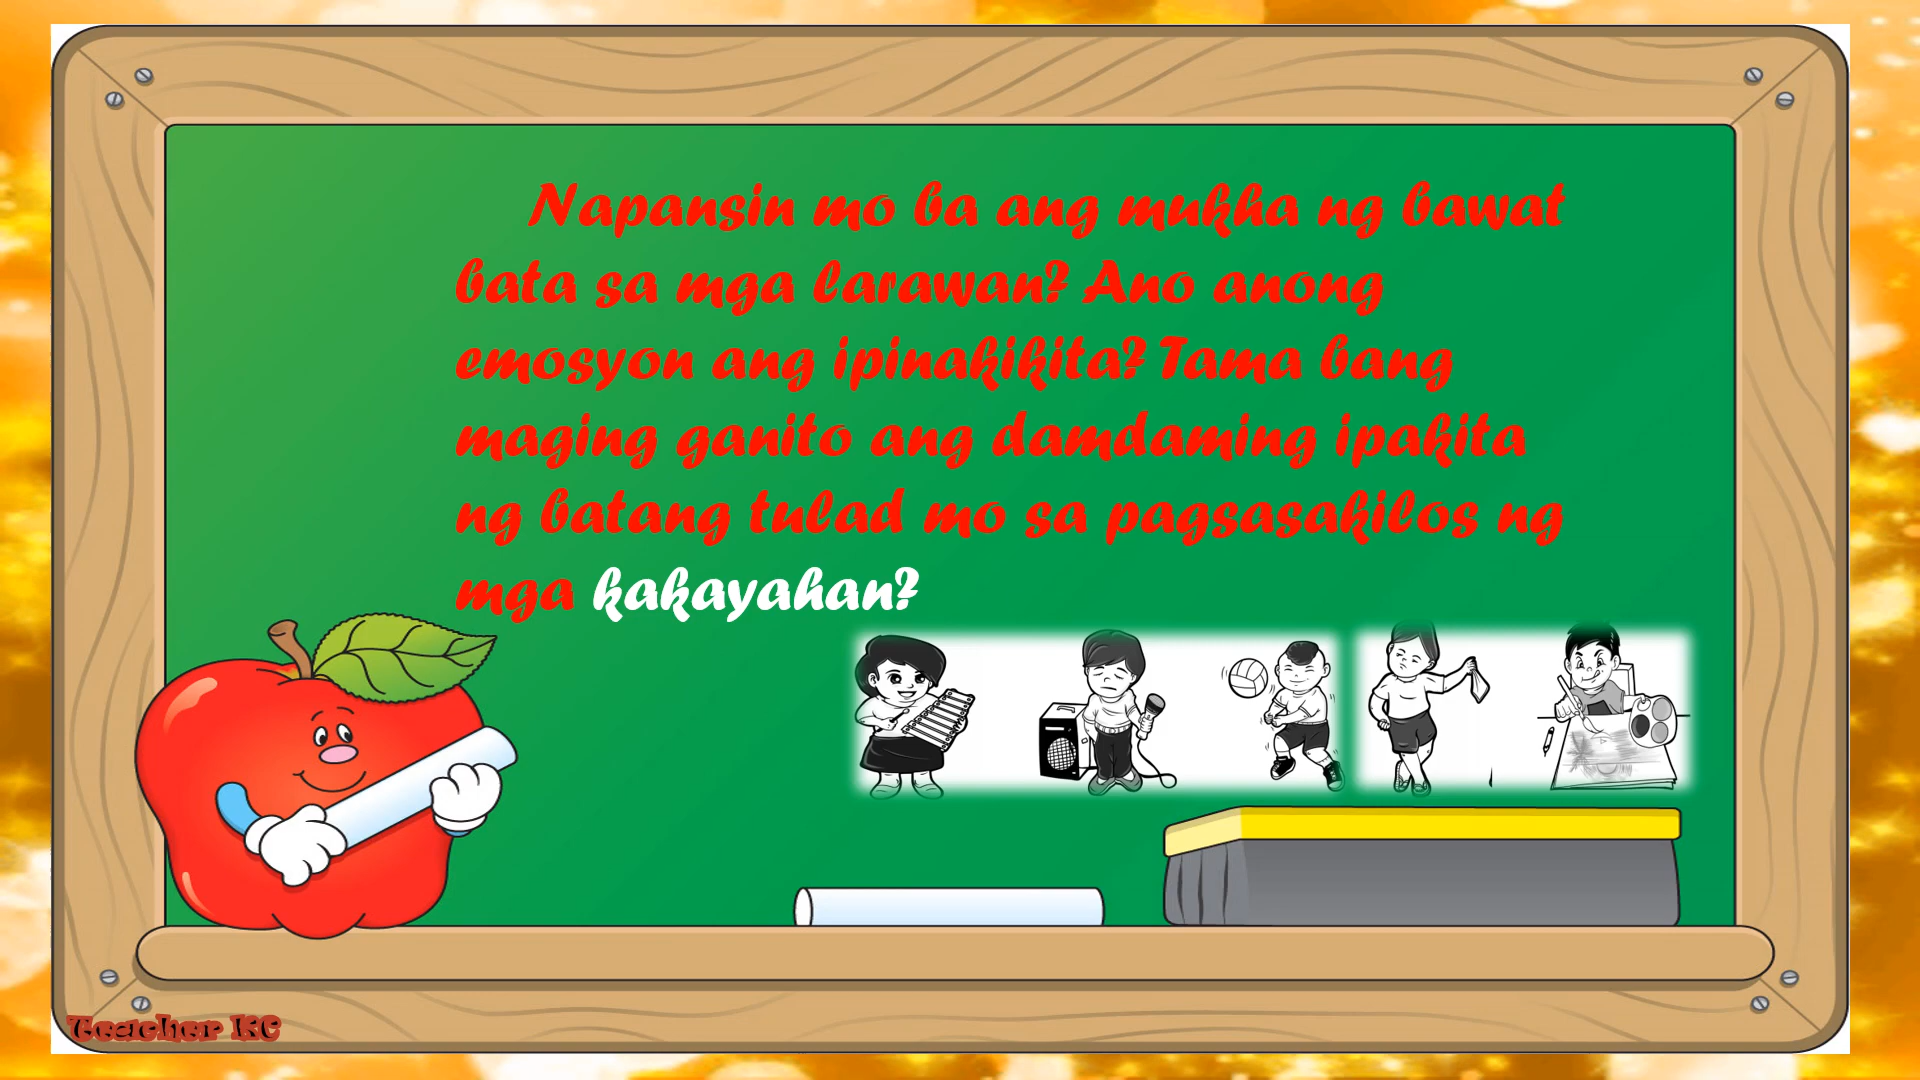 Napansin mo ba ang mukha ng bawat
bata sa mga larawan? Ano anong
emosyon ang ipinakikita? Tama bang
maging ganito ang damdaming ipakita
ng batang tulad mo sa pagsasakilos ng
mga kakayahan?
Teacher KC